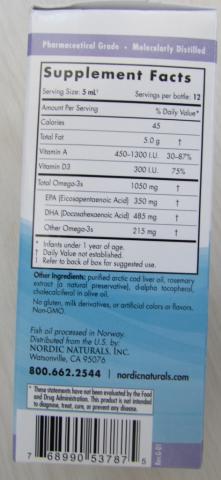 Pharmaceutical Grade • Molecularly Distilled
Supplement Facts
Serving Size: 5 mL† Servings per bottle: 12
Amount Per Serving % Daily Value*
Calories 45
Total Fat 5.0 g †
Vitamin A 450–1300 I.U. 30–87%
Vitamin D3 300 I.U. 75%
Total Omega-3s 1050 mg †
EPA (Eicosapentaenoic Acid) 350 mg †
DHA (Docosahexaenoic Acid) 485 mg †
Other Omega-3s 215 mg †
* Infants under 1 year of age.
† Daily Value not established.
Refer to back of box for suggested use.
Other Ingredients: purified arctic cod liver oil, rosemary
extract (a natural preservative), d-alpha tocopherol,
cholecalciferol in olive oil.
No gluten, milk derivatives, or artificial colors or flavors.
Non-GMO.
Fish oil processed in Norway.
Distributed from the U.S. by:
NORDIC NATURALS, INC.
Watsonville, CA 95076
800.662.2544 | nordicnaturals.com
* These statements have not been evaluated by the Food
and Drug Administration. This product is not intended
to diagnose, treat, cure, or prevent any disease.
7 68990 53787 5